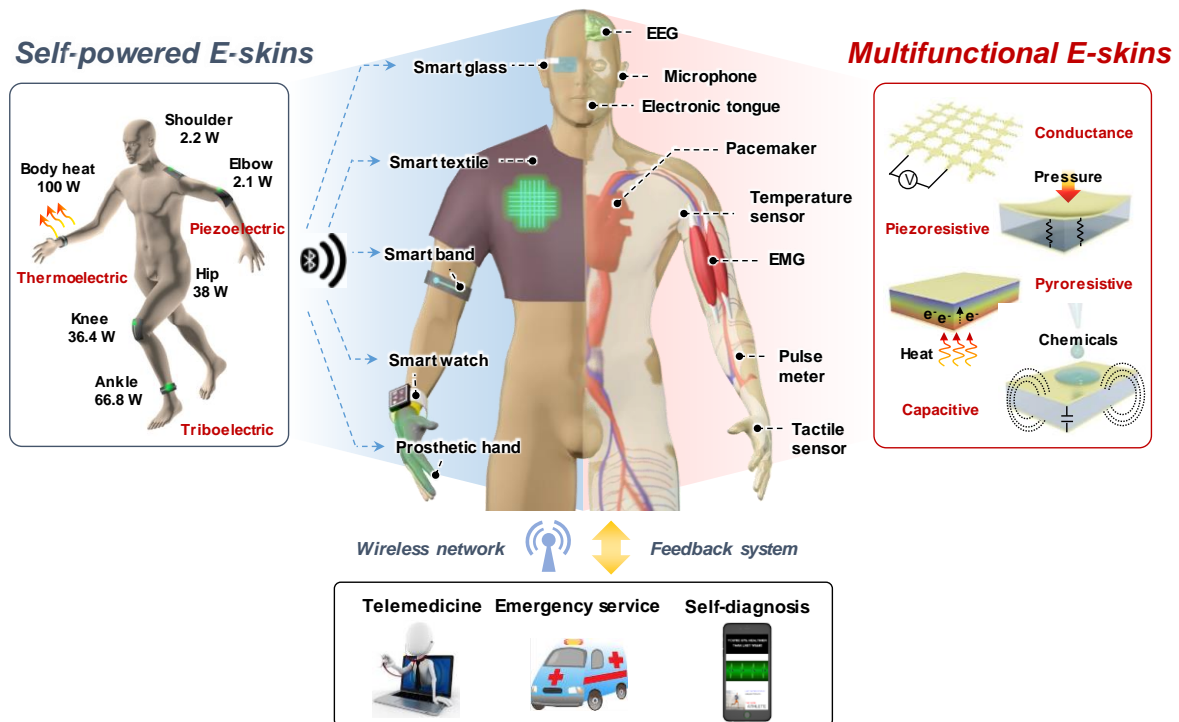 Self-powered E-skins
Shoulder
2.2 W
Body heat
100 W
Elbow
2.1 W
Piezoelectric
Thermoelectric
Hip
38 W
Knee
36.4 W
Ankle
66.8 W
Triboelectric
Smart glass
Smart textile
Smart band
Smart watch
Prosthetic hand
EEG
Microphone
Electronic tongue
Pacemaker
Temperature
sensor
EMG
Pulse
meter
Tactile
sensor
Multifunctional E-skins
Conductance
V
Pressure
Piezoresistive
Pyroresistive
e- e- e-
Heat
Chemicals
Capacitive
Wireless network
Feedback system
Telemedicine
Emergency service
Self-diagnosis